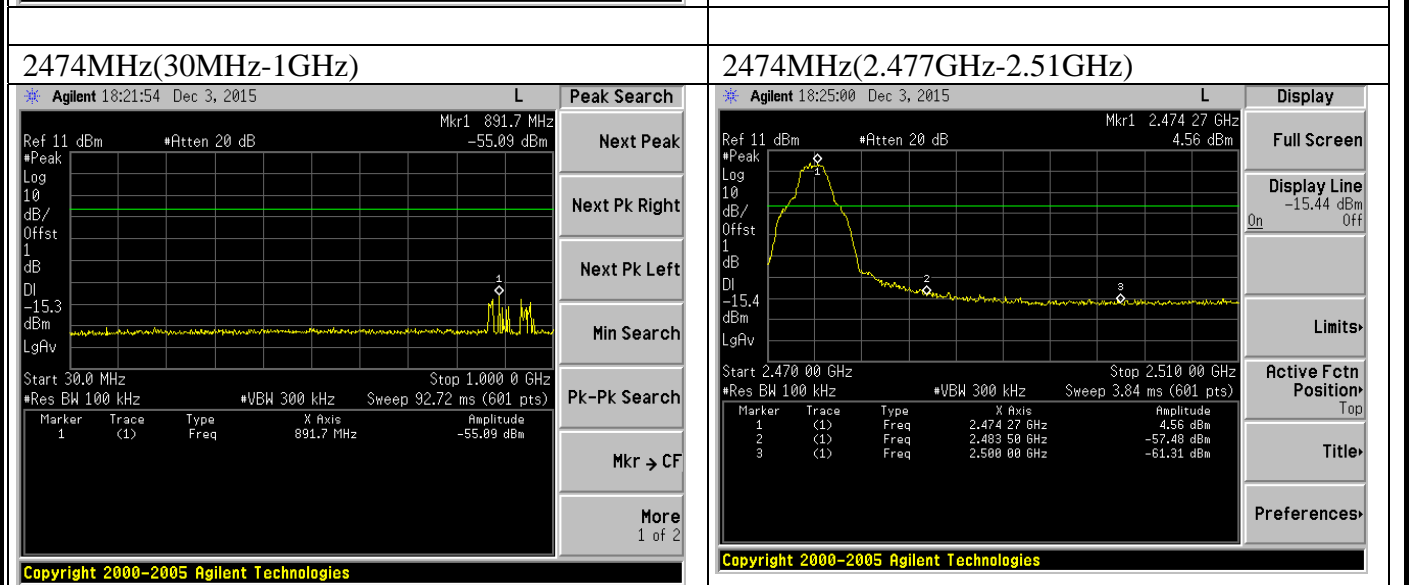 2474MHz(30MHz-1GHz)
Agilent 18:21:54 Dec 3, 2015 L
Peak Search
Mkr1 891.7 MHz
Ref 11 dBm #Atten 20 dB -55.09 dBm
#Peak
Log
10
dB/
Offst
1
dB
DI
-15.3
dBm
LgAv
1
Start 30.0 MHz Stop 1.000 0 GHz
#Res BW 100 kHz #VBW 300 kHz Sweep 92.72 ms (601 pts)
Marker Trace Type X Axis Amplitude
1 (1) Freq 891.7 MHz -55.09 dBm
Next Peak
Next Pk Right
Next Pk Left
Min Search
Pk-Pk Search
Mkr → CF
More
1 of 2
Copyright 2000-2005 Agilent Technologies
2474MHz(2.477GHz-2.51GHz)
Agilent 18:25:00 Dec 3, 2015 L
Display
Mkr1 2.474 27 GHz
Ref 11 dBm #Atten 20 dB 4.56 dBm
#Peak
Log
10
dB/
Offst
1
dB
DI
-15.4
dBm
LgAv
1
2
3
Start 2.470 00 GHz Stop 2.510 00 GHz
#Res BW 100 kHz #VBW 300 kHz Sweep 3.84 ms (601 pts)
Marker Trace Type X Axis Amplitude
1 (1) Freq 2.474 27 GHz 4.56 dBm
2 (1) Freq 2.483 50 GHz -57.48 dBm
3 (1) Freq 2.500 00 GHz -61.31 dBm
Full Screen
Display Line
-15.44 dBm
On Off
Limits
Active Fctn
Position
Top
Title
Preferences
Copyright 2000-2005 Agilent Technologies